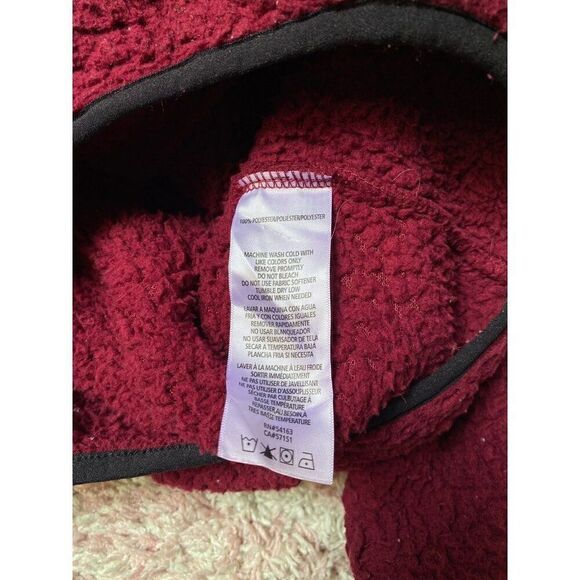 100% POLYESTER/POLIÉSTER/POLYESTER
MACHINE WASH COLD WITH
LIKE COLORS ONLY
REMOVE PROMPTLY
DO NOT BLEACH
DO NOT USE FABRIC SOFTENER
TUMBLE DRY LOW
COOL IRON WHEN NEEDED
LAVAR A MAQUINA CON AGUA
FRIA Y CON COLORES IGUALES
REMOVER RAPIDAMENTE
NO USAR BLANQUEADOR
NO USAR SUAVISADOR DE TELA
SECAR A TEMPERATURA BAJA
PLANCHA FRIA SI NECESITA
LAVER À LA MACHINE À L'EAU FROIDE
SORTIR IMMÉDIATEMENT
NE PAS UTILISER DE JAVELLISANT
NE PAS UTILISER D'ASSOUPLISSEUR
SÉCHER PAR CULBUTAGE À
BASSE TEMPÉRATURE
REPASSER AU BESOIN,À
TRES BASSE TEMPÉRATURE
RN#54163
CA#57151